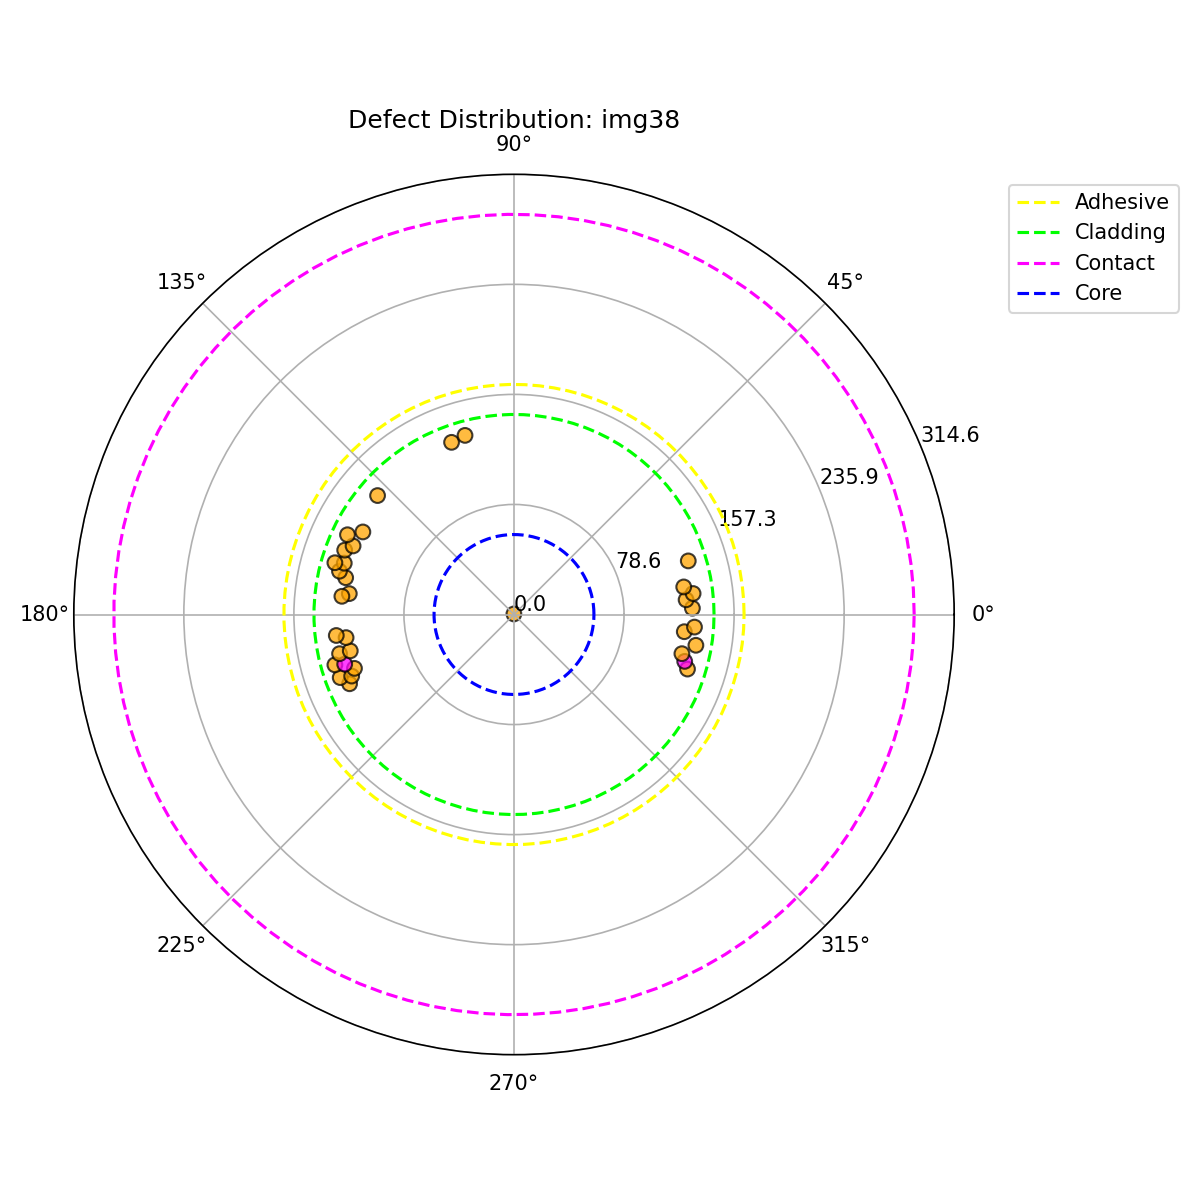 Defect Distribution: img38
90°
135°
45°
Adhesive
Cladding
Contact
Core
314.6
235.9
157.3
78.6
0.0
180°
0°
225°
315°
270°